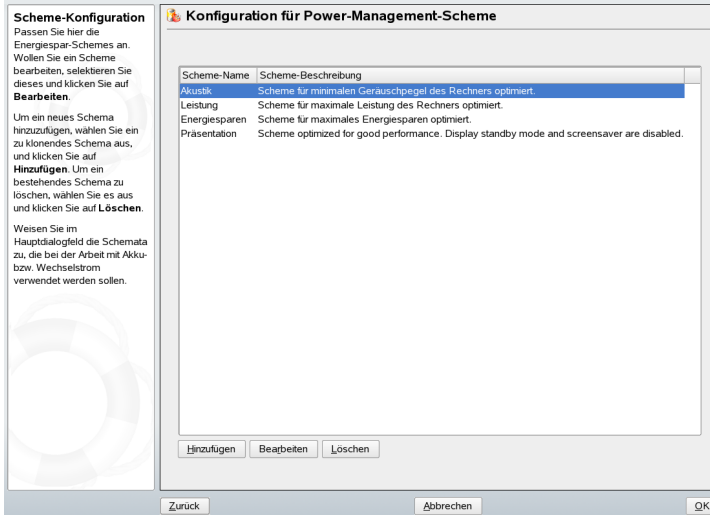 Scheme-Konfiguration
Passen Sie hier die
Energiespar-Schemes an.
Wollen Sie ein Scheme
bearbeiten, selektieren Sie
dieses und klicken Sie auf
Bearbeiten.
Um ein neues Schema
hinzuzufügen, wählen Sie ein
zu klonendes Schema aus,
und klicken Sie auf
Hinzufügen. Um ein
bestehendes Schema zu
löschen, wählen Sie es aus
und klicken Sie auf Löschen.
Weisen Sie im
Hauptdialogfeld die Schemata
zu, die bei der Arbeit mit Akku-
bzw. Wechselstrom
verwendet werden sollen.
Konfiguration für Power-Management-Scheme
Scheme-Name Scheme-Beschreibung
Akustik Scheme für minimalen Geräuschpegel des Rechners optimiert.
Leistung Scheme für maximale Leistung des Rechners optimiert.
Energiesparen Scheme für maximales Energiesparen optimiert.
Präsentation Scheme optimized for good performance. Display standby mode and screensaver are disabled.
Hinzufügen Bearbeiten Löschen
Zurück Abbrechen OK